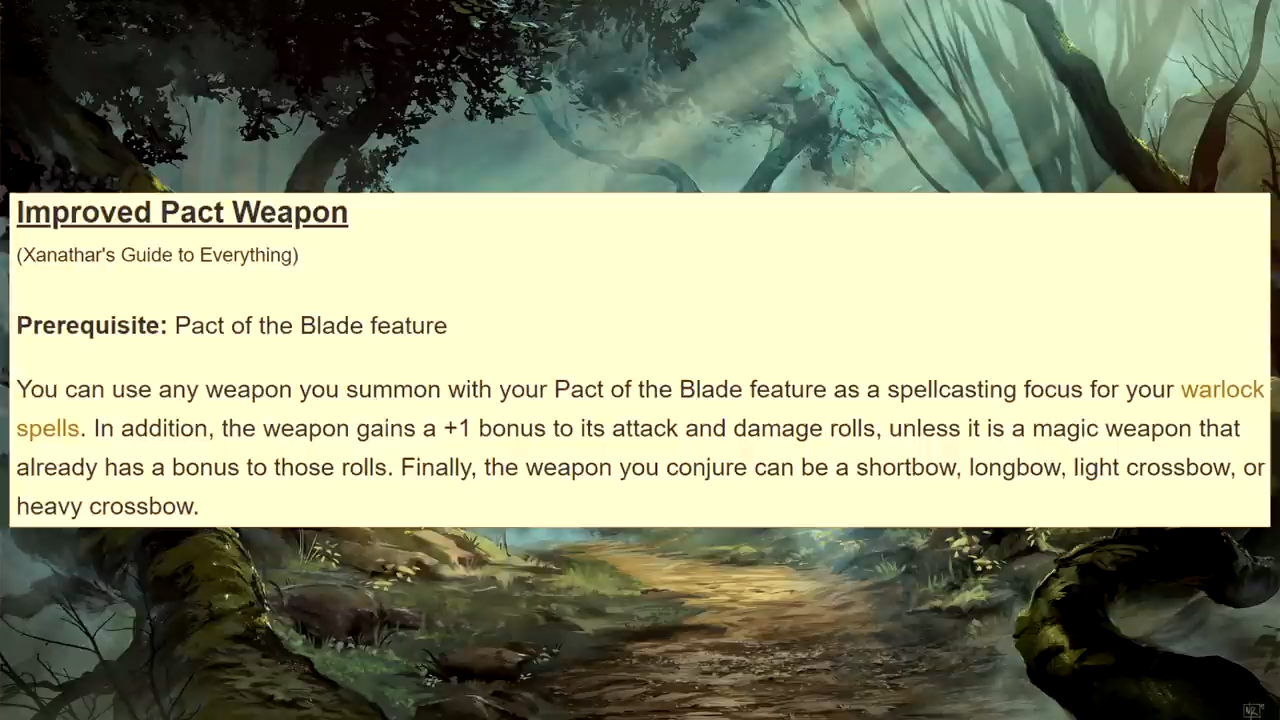 Improved Pact Weapon
(Xanathar's Guide to Everything)
Prerequisite: Pact of the Blade feature
You can use any weapon you summon with your Pact of the Blade feature as a spellcasting focus for your warlock
spells. In addition, the weapon gains a +1 bonus to its attack and damage rolls, unless it is a magic weapon that
already has a bonus to those rolls. Finally, the weapon you conjure can be a shortbow, longbow, light crossbow, or
heavy crossbow.